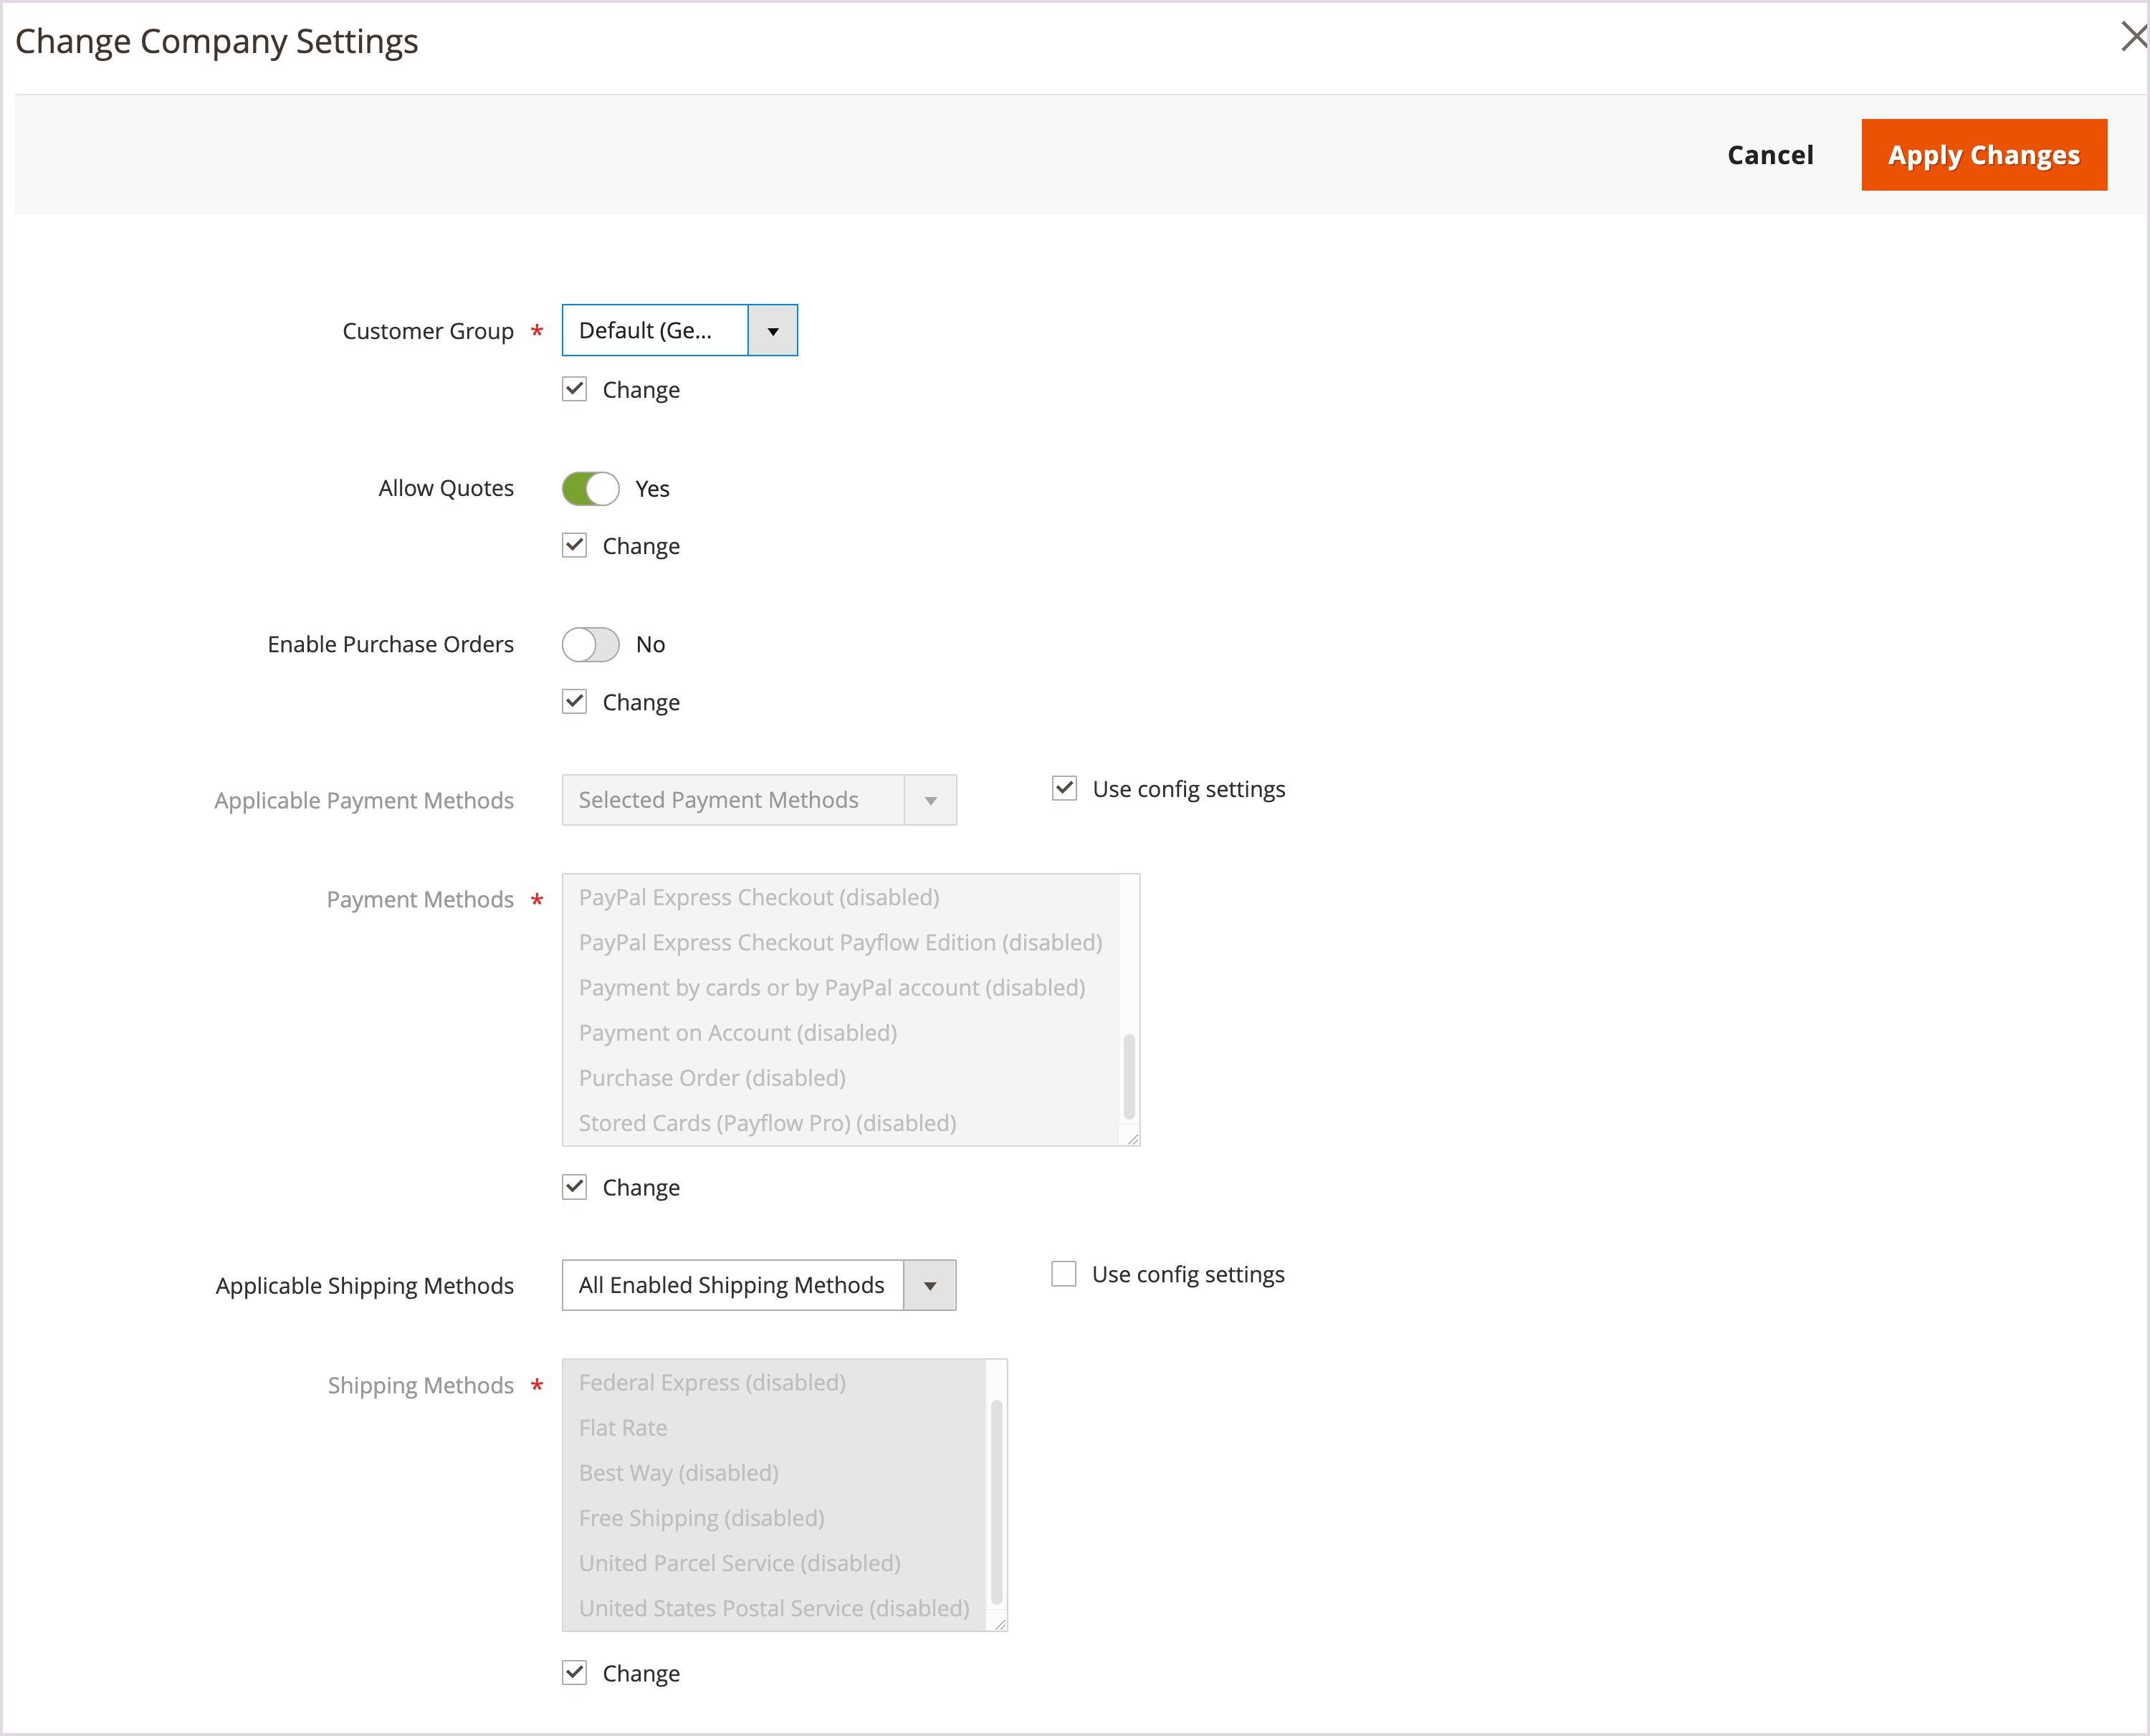 Change Company Settings
Cancel
Apply Changes
Customer Group *
Default (Ge...
Change
Allow Quotes
Yes
Change
Enable Purchase Orders
No
Change
Applicable Payment Methods
Selected Payment Methods
Use config settings
Payment Methods *
PayPal Express Checkout (disabled)
PayPal Express Checkout Payflow Edition (disabled)
Payment by cards or by PayPal account (disabled)
Payment on Account (disabled)
Purchase Order (disabled)
Stored Cards (Payflow Pro) (disabled)
Change
Applicable Shipping Methods
All Enabled Shipping Methods
Use config settings
Shipping Methods *
Federal Express (disabled)
Flat Rate
Best Way (disabled)
Free Shipping (disabled)
United Parcel Service (disabled)
United States Postal Service (disabled)
Change